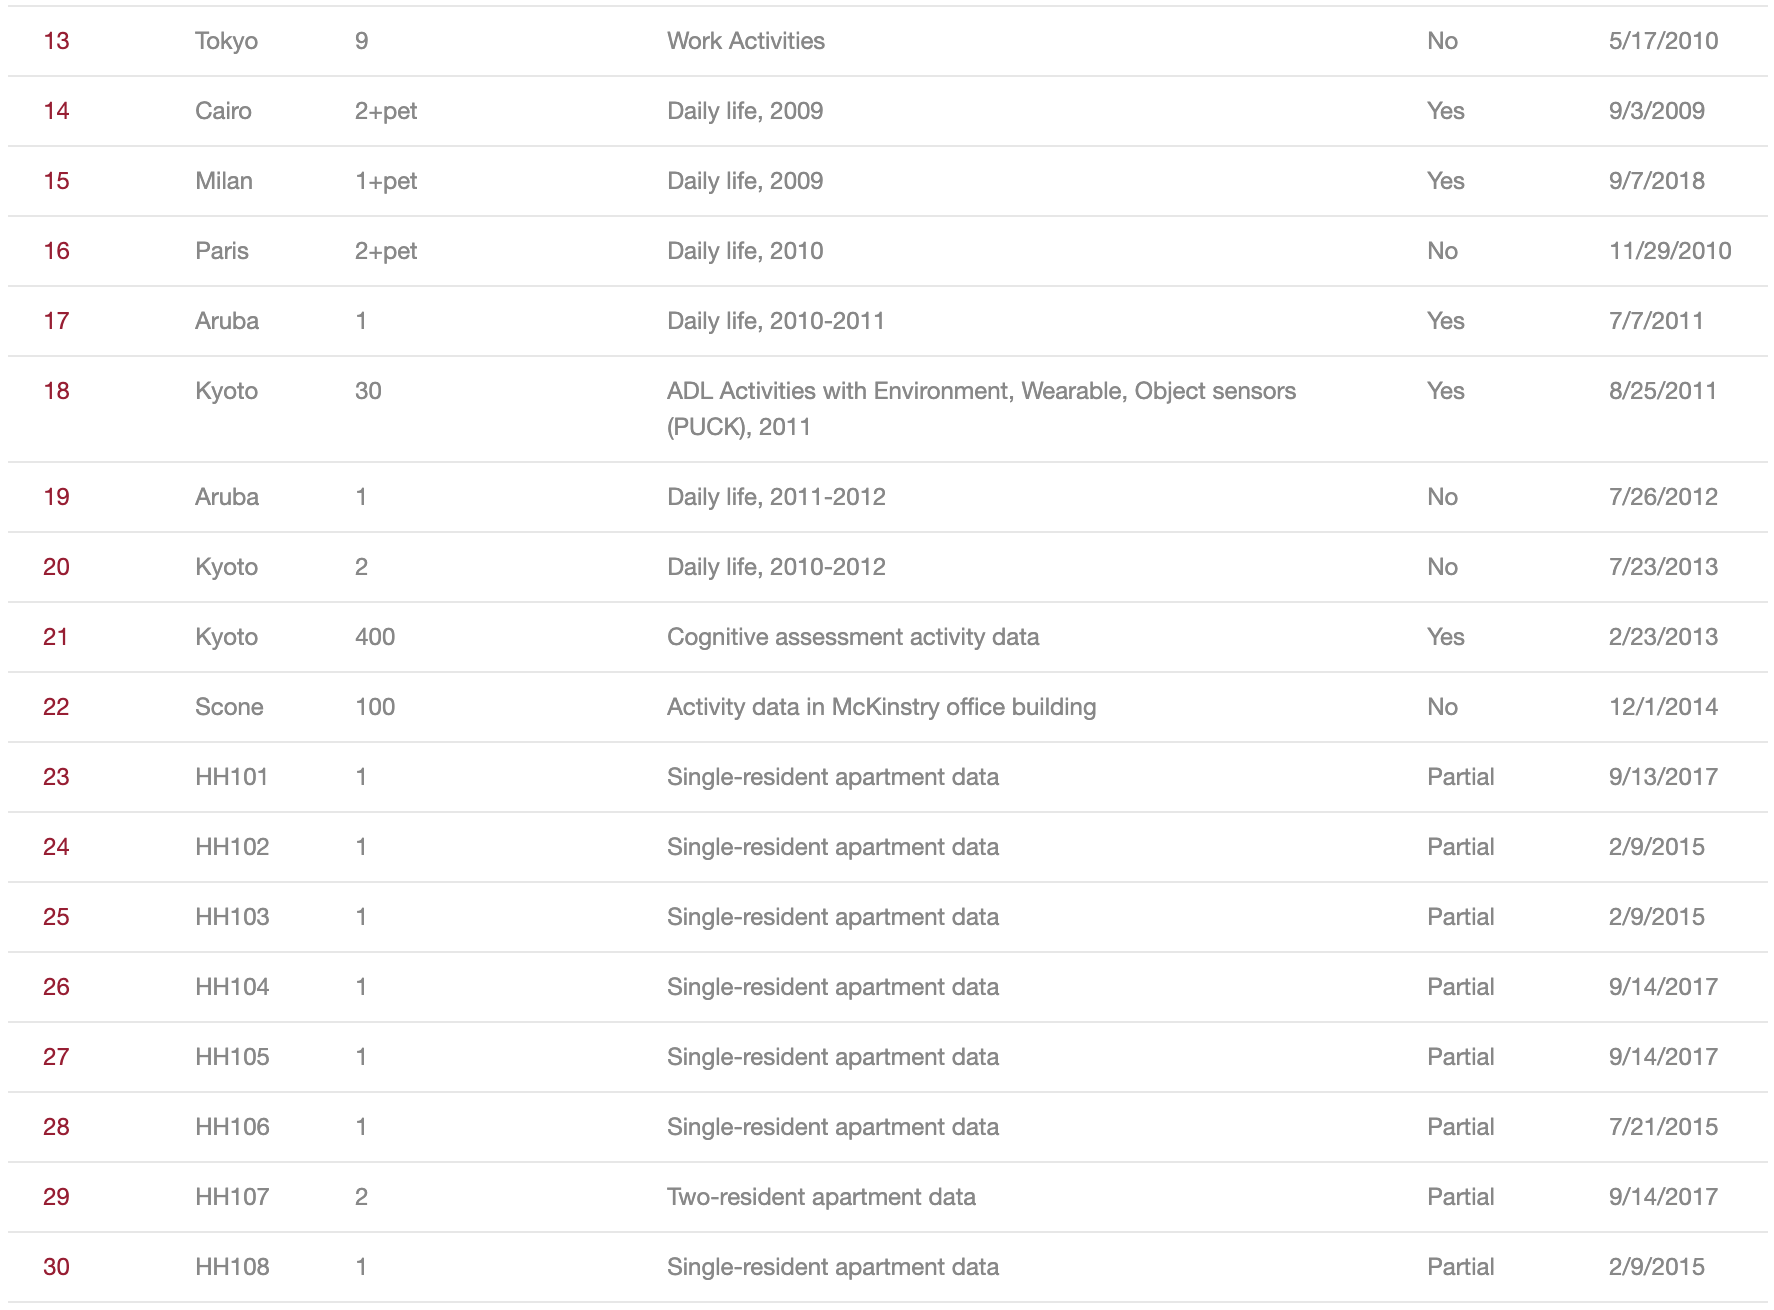 13 Tokyo 9 Work Activities No 5/17/2010
14 Cairo 2+pet Daily life, 2009 Yes 9/3/2009
15 Milan 1+pet Daily life, 2009 Yes 9/7/2018
16 Paris 2+pet Daily life, 2010 No 11/29/2010
17 Aruba 1 Daily life, 2010-2011 Yes 7/7/2011
18 Kyoto 30 ADL Activities with Environment, Wearable, Object sensors Yes 8/25/2011
(PUCK), 2011
19 Aruba 1 Daily life, 2011-2012 No 7/26/2012
20 Kyoto 2 Daily life, 2010-2012 No 7/23/2013
21 Kyoto 400 Cognitive assessment activity data Yes 2/23/2013
22 Scone 100 Activity data in McKinstry office building No 12/1/2014
23 HH101 1 Single-resident apartment data Partial 9/13/2017
24 HH102 1 Single-resident apartment data Partial 2/9/2015
25 HH103 1 Single-resident apartment data Partial 2/9/2015
26 HH104 1 Single-resident apartment data Partial 9/14/2017
27 HH105 1 Single-resident apartment data Partial 9/14/2017
28 HH106 1 Single-resident apartment data Partial 7/21/2015
29 HH107 2 Two-resident apartment data Partial 9/14/2017
30 HH108 1 Single-resident apartment data Partial 2/9/2015